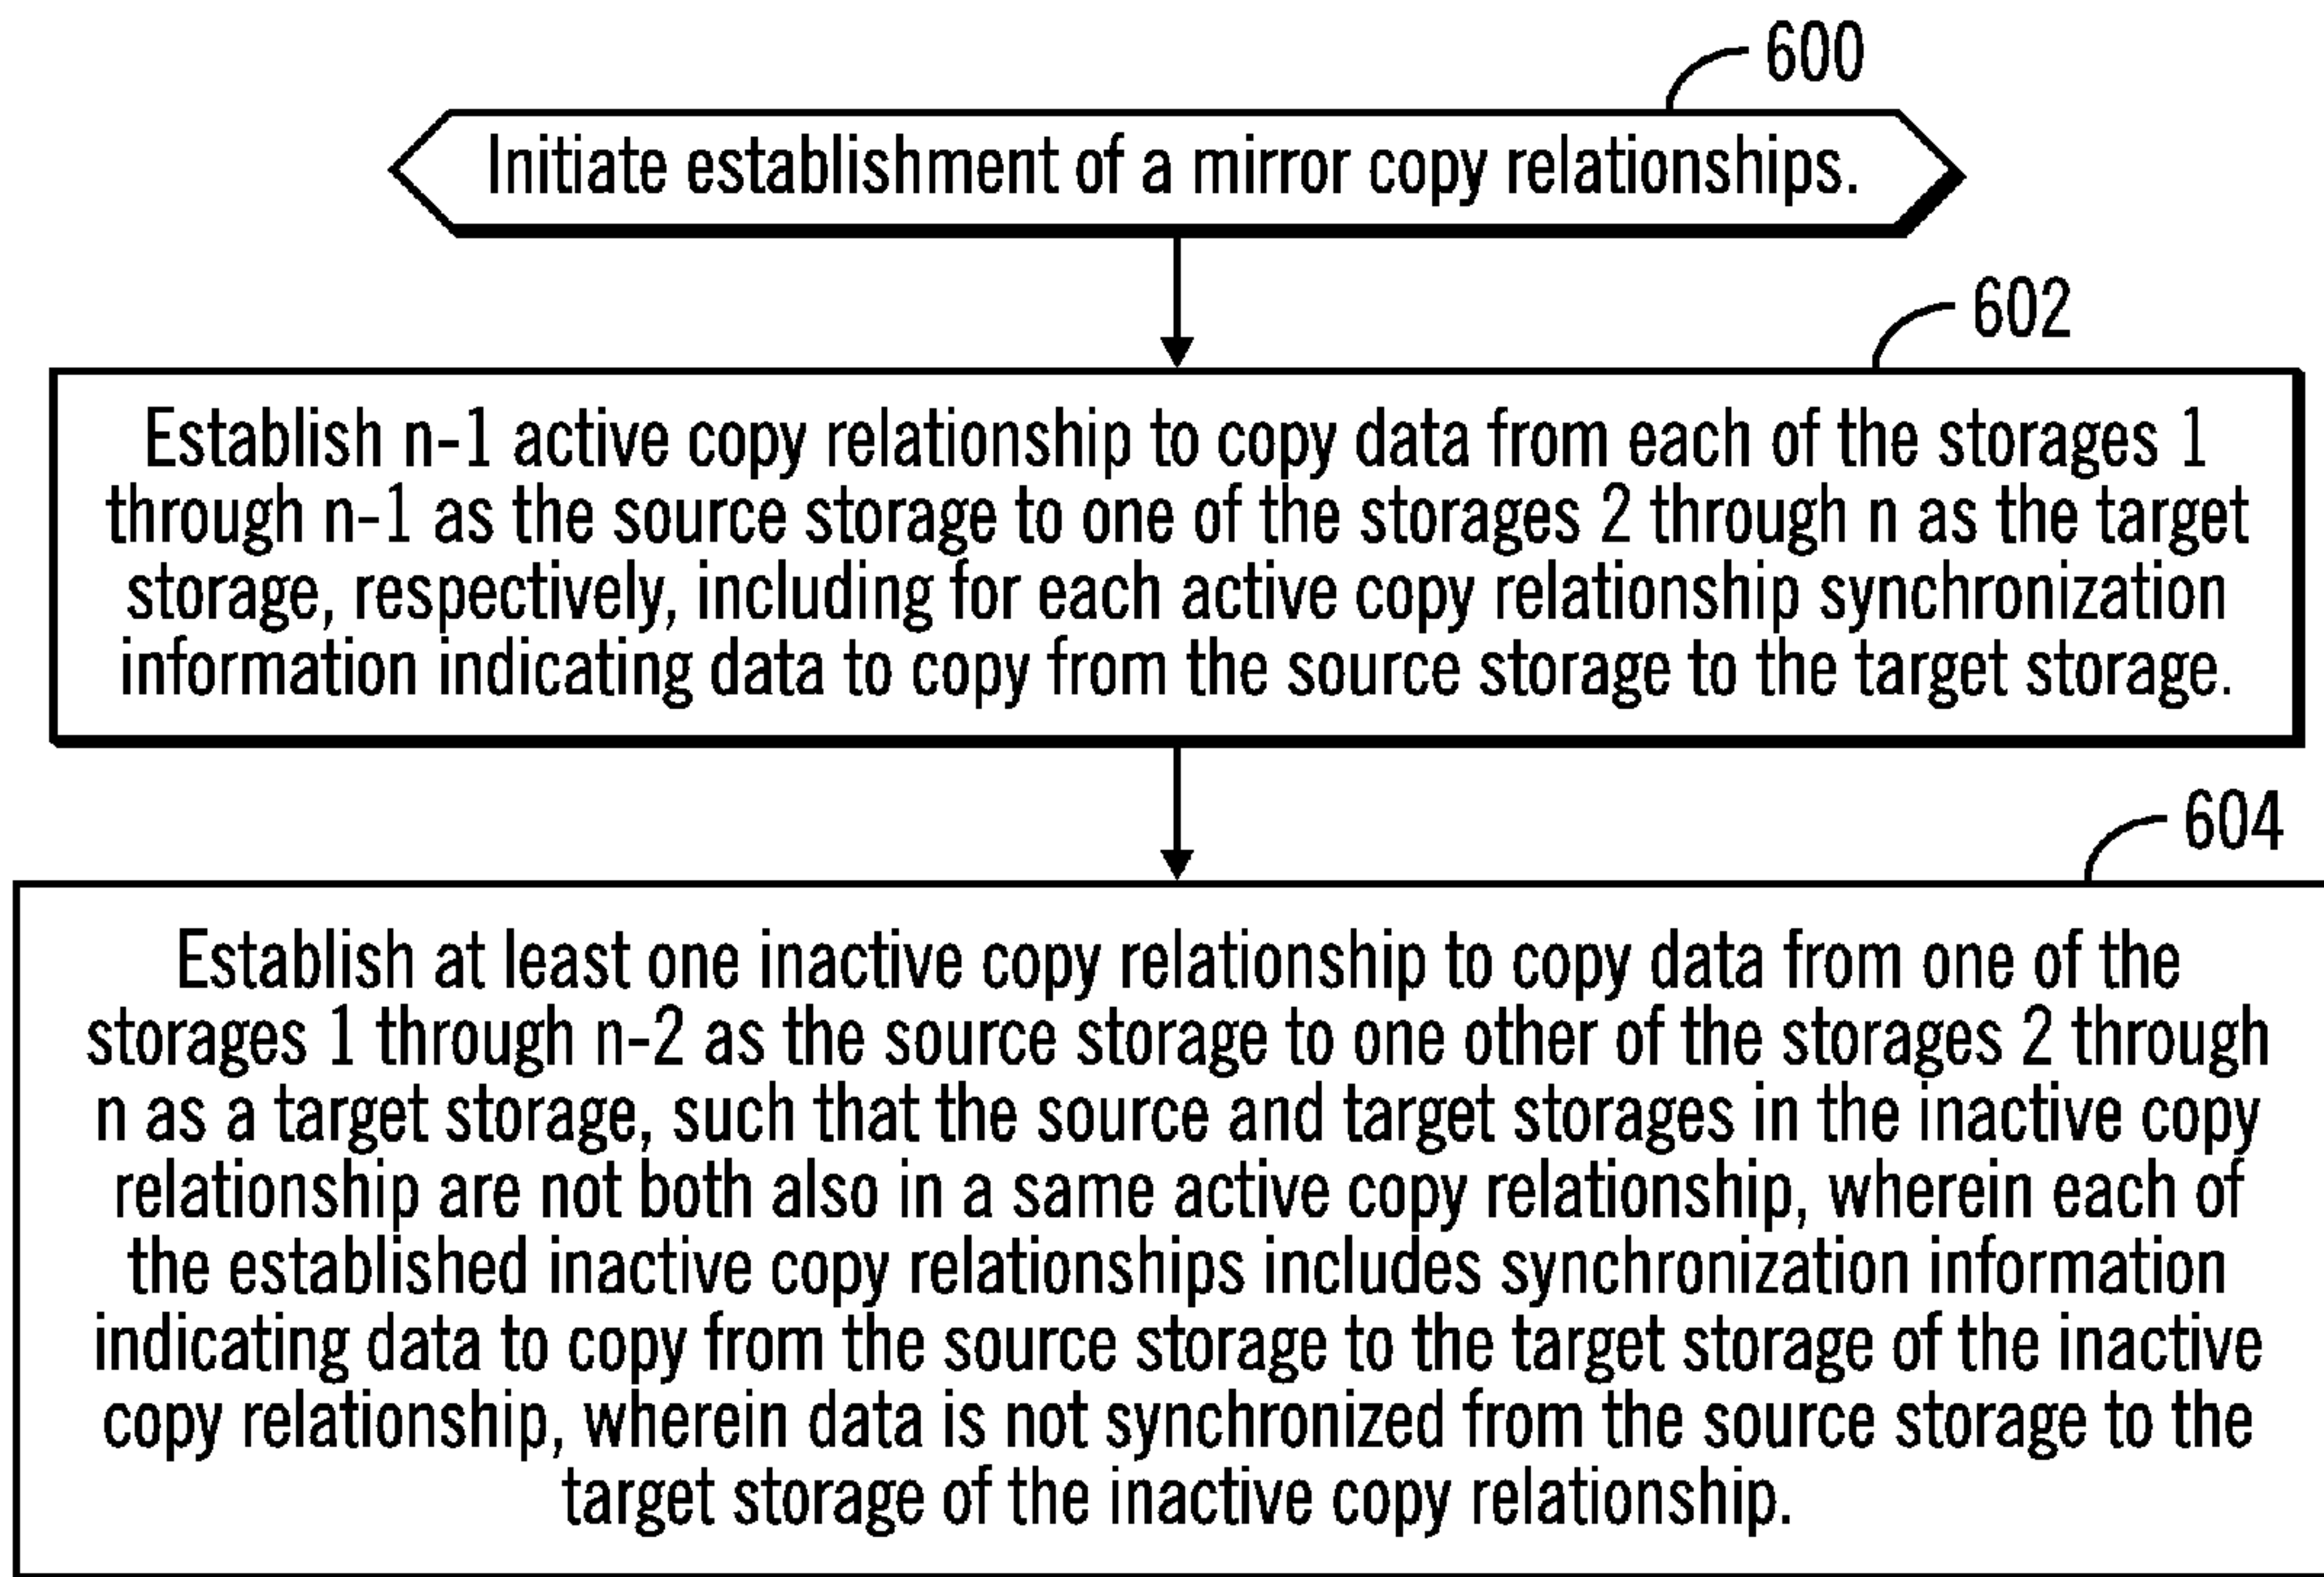 600
Initiate establishment of a mirror copy relationships.
602
Establish n-1 active copy relationship to copy data from each of the storages 1
through n-1 as the source storage to one of the storages 2 through n as the target
storage, respectively, including for each active copy relationship synchronization
information indicating data to copy from the source storage to the target storage.
604
Establish at least one inactive copy relationship to copy data from one of the
storages 1 through n-2 as the source storage to one other of the storages 2 through
n as a target storage, such that the source and target storages in the inactive copy
relationship are not both also in a same active copy relationship, wherein each of
the established inactive copy relationships includes synchronization information
indicating data to copy from the source storage to the target storage of the inactive
copy relationship, wherein data is not synchronized from the source storage to the
target storage of the inactive copy relationship.